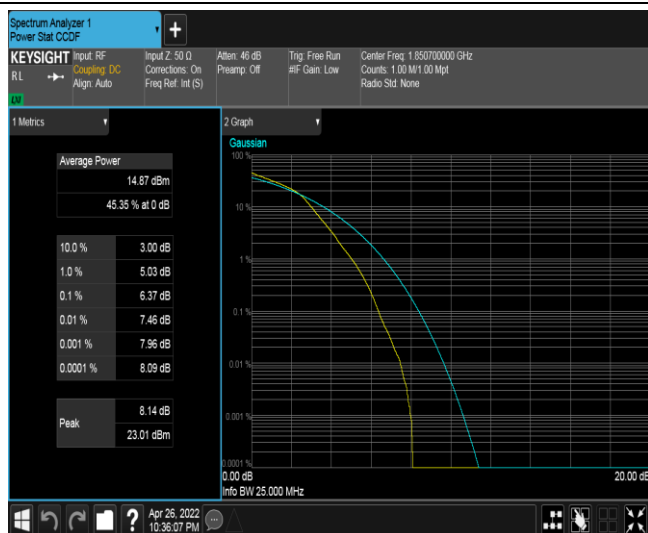 Spectrum Analyzer 1
Power Stat CCDF
+
KEYSIGHT
RL
LXI
Input: RF
Coupling: DC
Align: Auto
Input Z: 50 Ω
Corrections: On
Freq Ref: Int (S)
Atten: 46 dB
Preamp: Off
Trig: Free Run
#IF Gain: Low
Center Freq: 1.850700000 GHz
Counts: 1.00 M/1.00 Mpt
Radio Std: None
1 Metrics
Average Power
14.87 dBm
45.35 % at 0 dB
10.0 % 3.00 dB
1.0 % 5.03 dB
0.1 % 6.37 dB
0.01 % 7.46 dB
0.001 % 7.96 dB
0.0001 % 8.09 dB
Peak
8.14 dB
23.01 dBm
2 Graph
Gaussian
100 %
10 %
1 %
0.1 %
0.01 %
0.001 %
0.0001 %
0.00 dB 20.00 dB
Info BW 25.000 MHz
?
Apr 26, 2022
10:36:07 PM